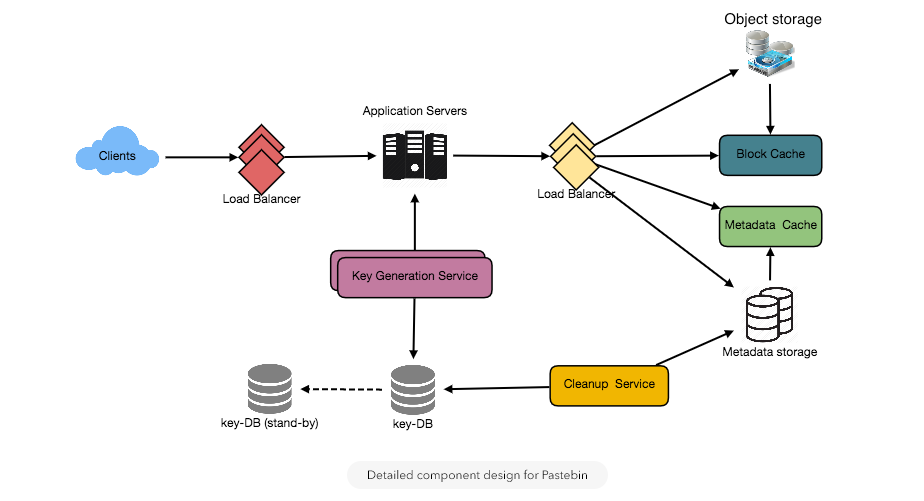 Object storage
Application Servers
Clients
Block Cache
Load Balancer
Load Balancer
Metadata Cache
Key Generation Service
Metadata storage
Cleanup Service
key-DB (stand-by)
key-DB
Detailed component design for Pastebin